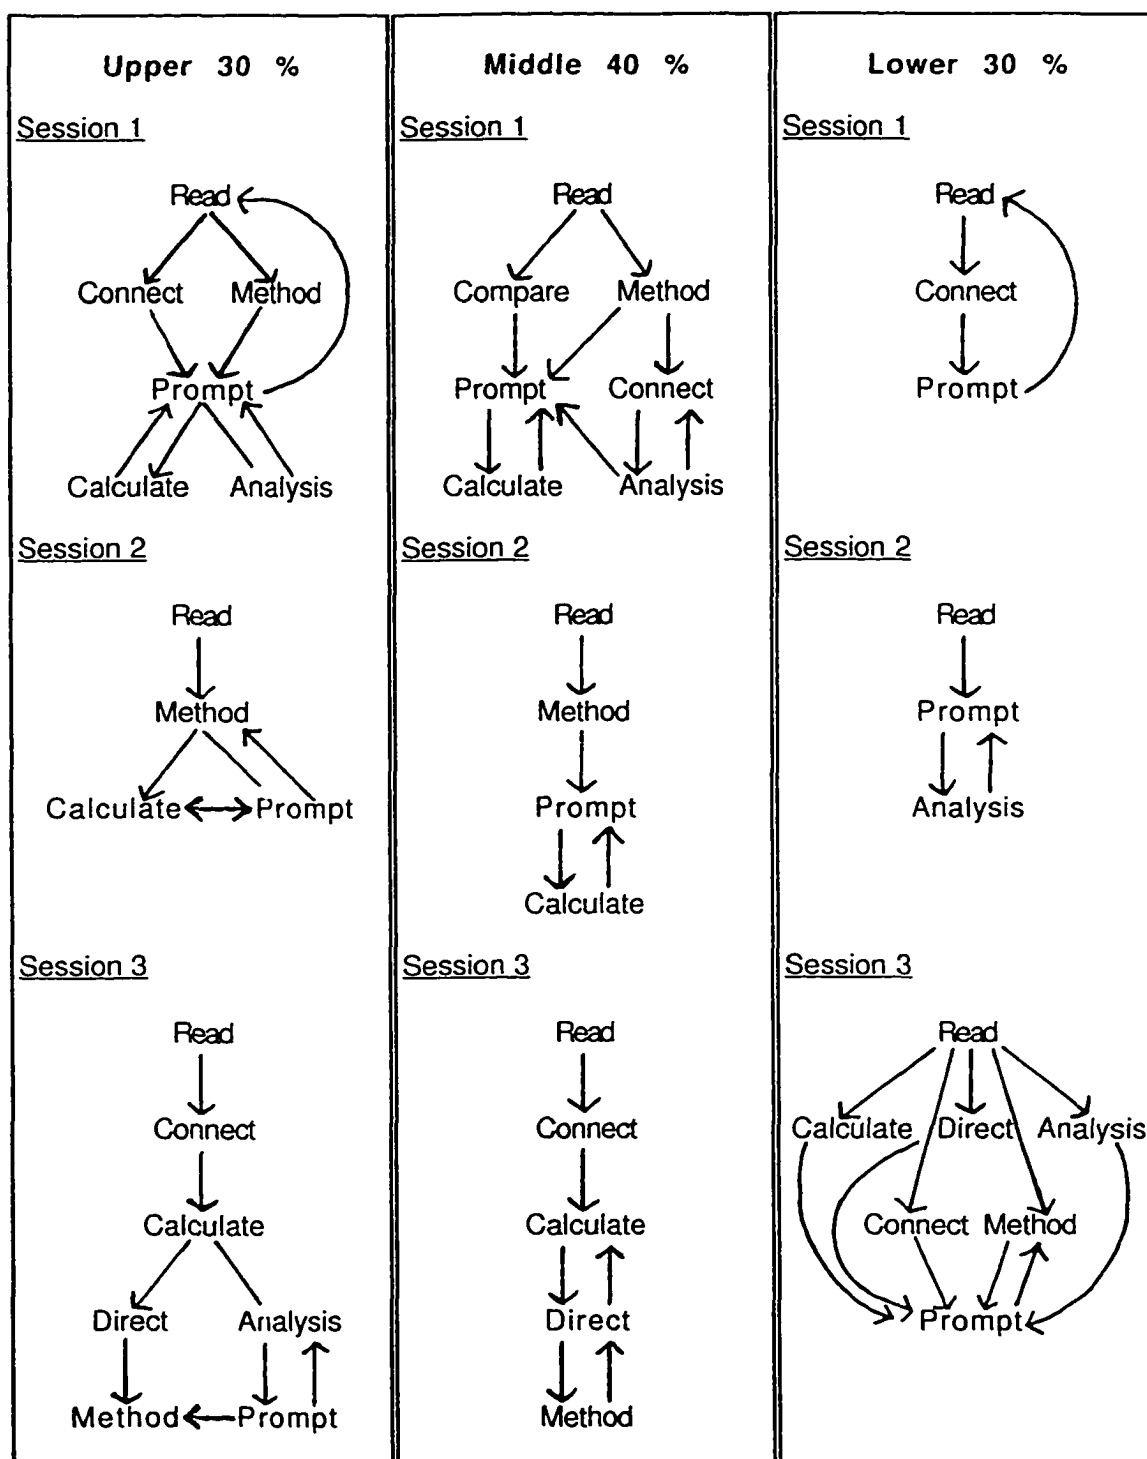 Upper 30 %
Session 1
Read
Connect Method
Prompt
Calculate Analysis
Session 2
Read
Method
Calculate Prompt
Session 3
Read
Connect
Calculate
Direct Analysis
Method Prompt
Middle 40 %
Session 1
Read
Compare Method
Prompt Connect
Calculate Analysis
Session 2
Read
Method
Prompt
Calculate
Session 3
Read
Connect
Calculate
Direct
Method
Lower 30 %
Session 1
Read
Connect
Prompt
Session 2
Read
Prompt
Analysis
Session 3
Read
Calculate Direct Analysis
Connect Method
Prompt